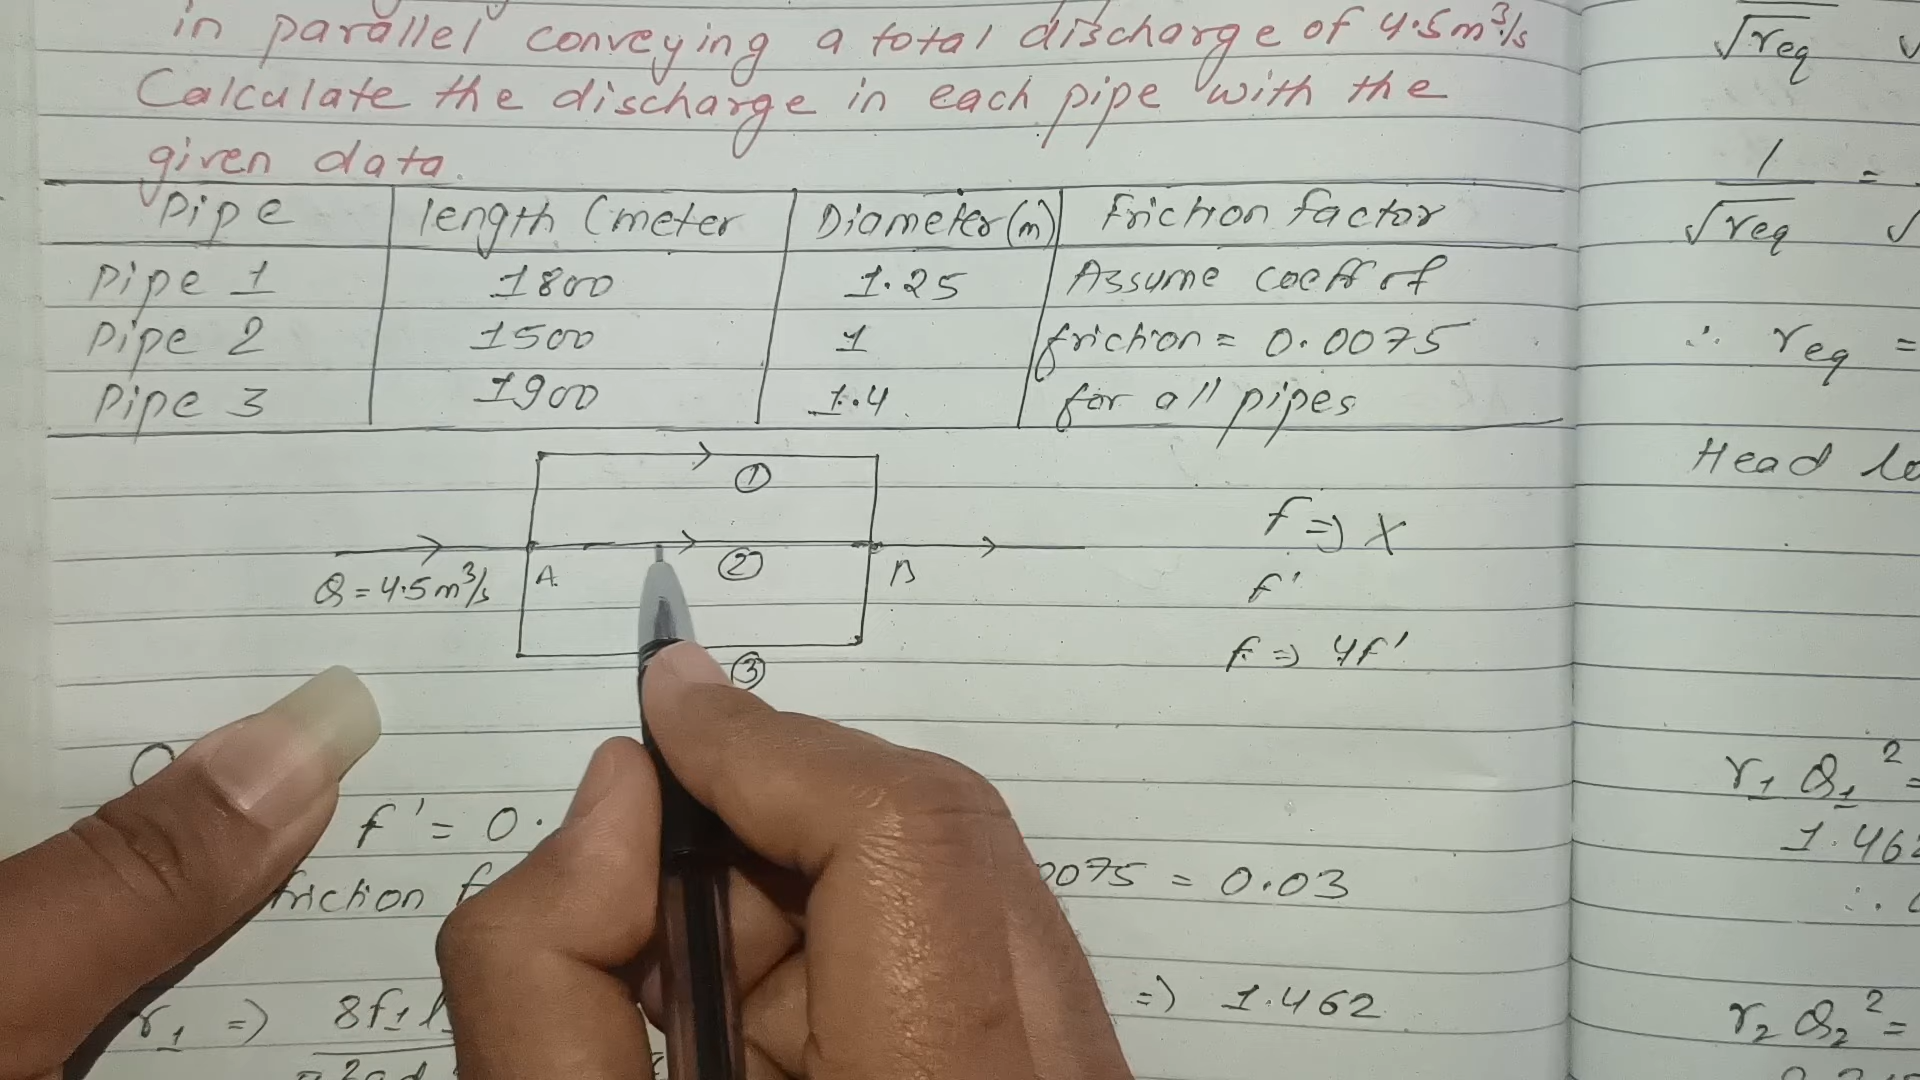 in parallel conveying a total discharge of 4.5m³/s
Calculate the discharge in each pipe with the
given data.
Pipe length (meter Diameter (m) Friction factor
Pipe 1 1800 1.25 Assume coeff of
Pipe 2 1500 1 friction = 0.0075
Pipe 3 1900 1.4 for all pipes
①
②
③
Q = 4.5m³/s
A
B
f => X
f'
f => 4f'
f' = 0.
friction f 0075 = 0.03
r₁ => 8f₁l => 1.462
√req
1 =
√req
∴ req =
Head lo
r₁ Q₁² =
1.462
∴
r₂ Q₂² =